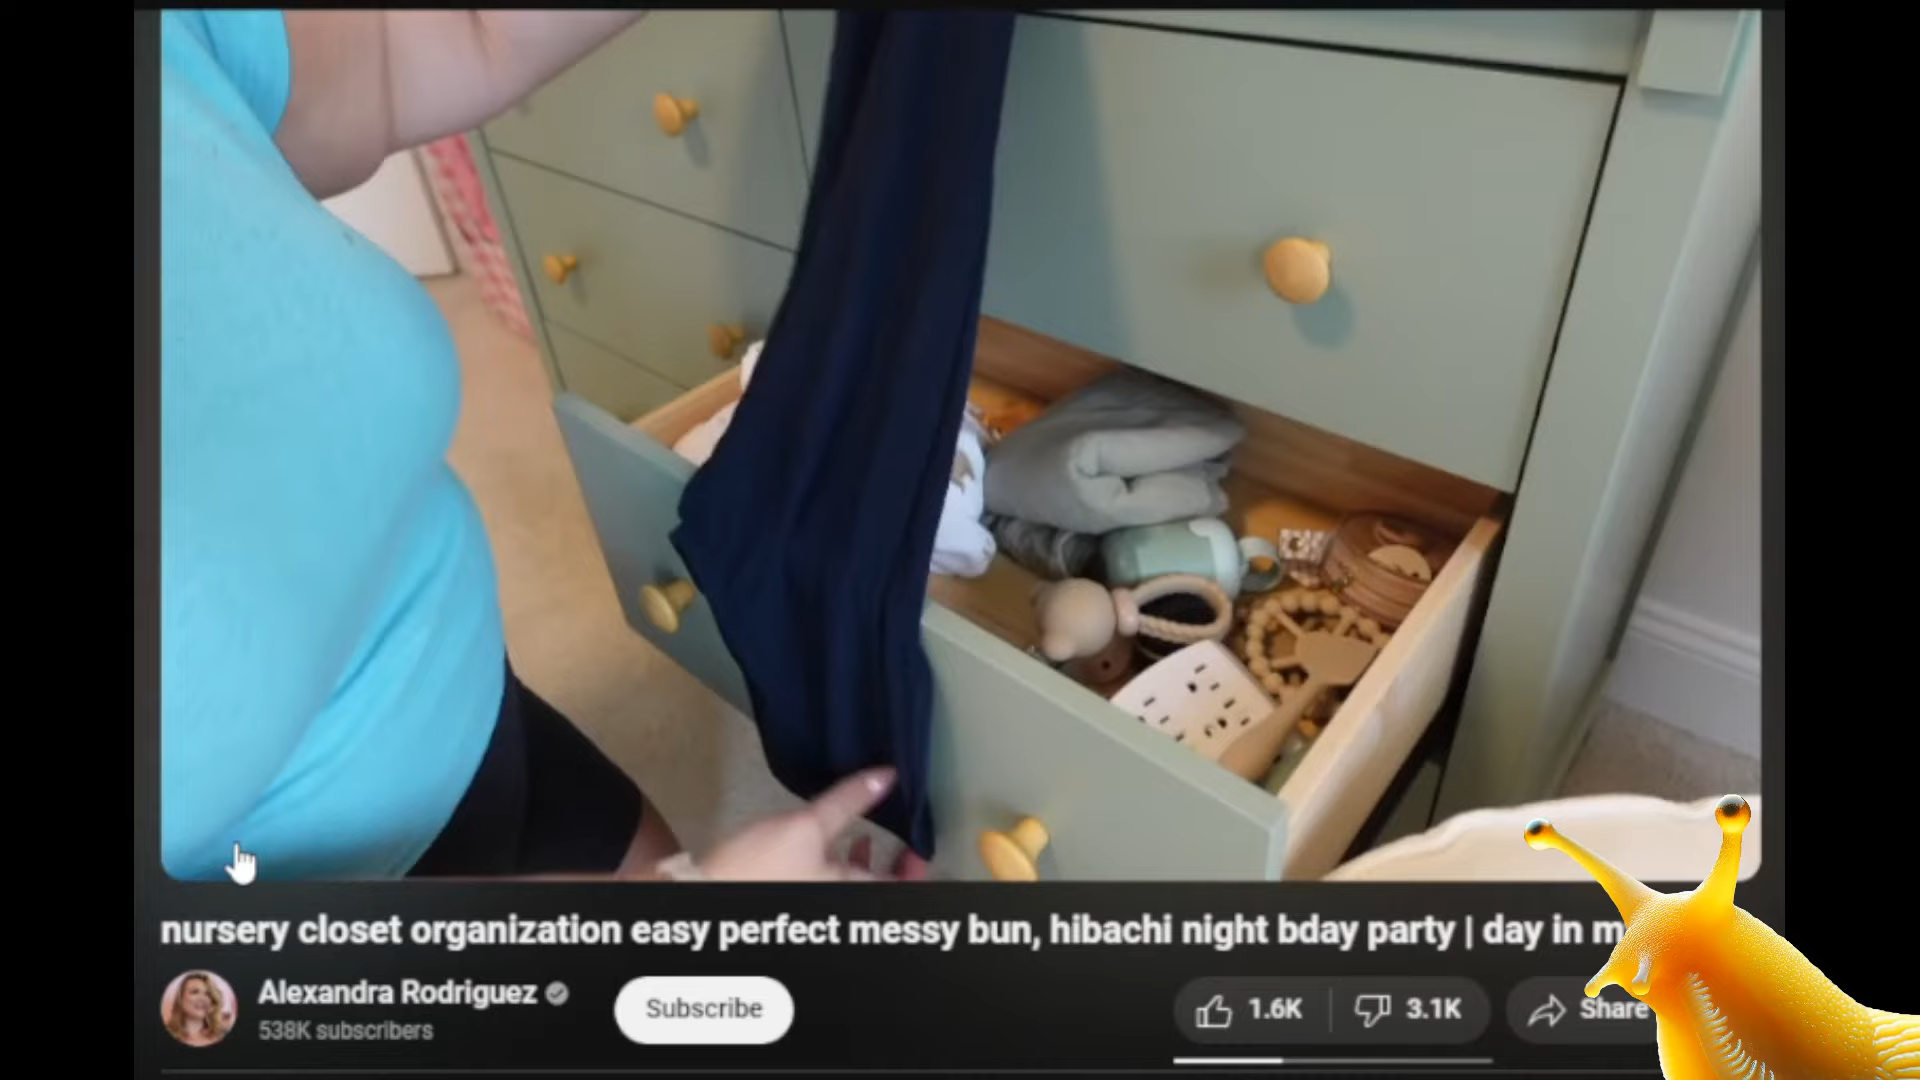 nursery closet organization easy perfect messy bun, hibachi night bday party | day in m
Alexandra Rodriguez
538K subscribers
Subscribe
1.6K
3.1K
Share